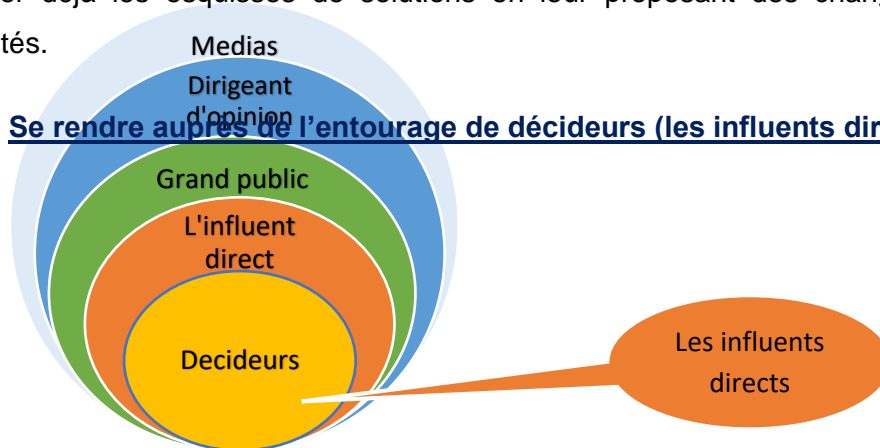 déjà les esquisses de solutions en leur proposant des chang
tés.
Medias
Dirigeant
d'opinion
Se rendre auprès de l’entourage de décideurs (les influents dir
Grand public
L'influent
direct
Decideurs
Les influents
directs